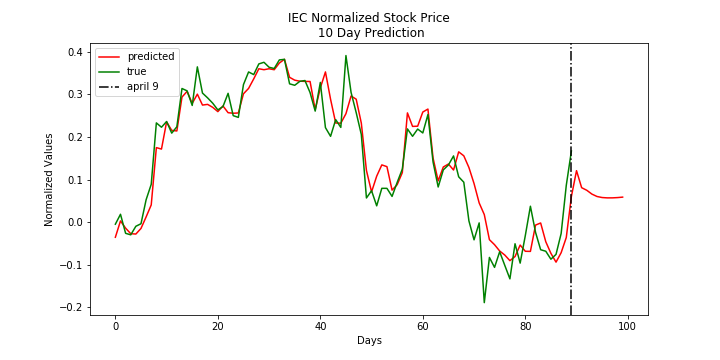 IEC Normalized Stock Price
10 Day Prediction
predicted
true
april 9
Normalized Values
0.4
0.3
0.2
0.1
0.0
−0.1
−0.2
0
20
40
60
80
100
Days